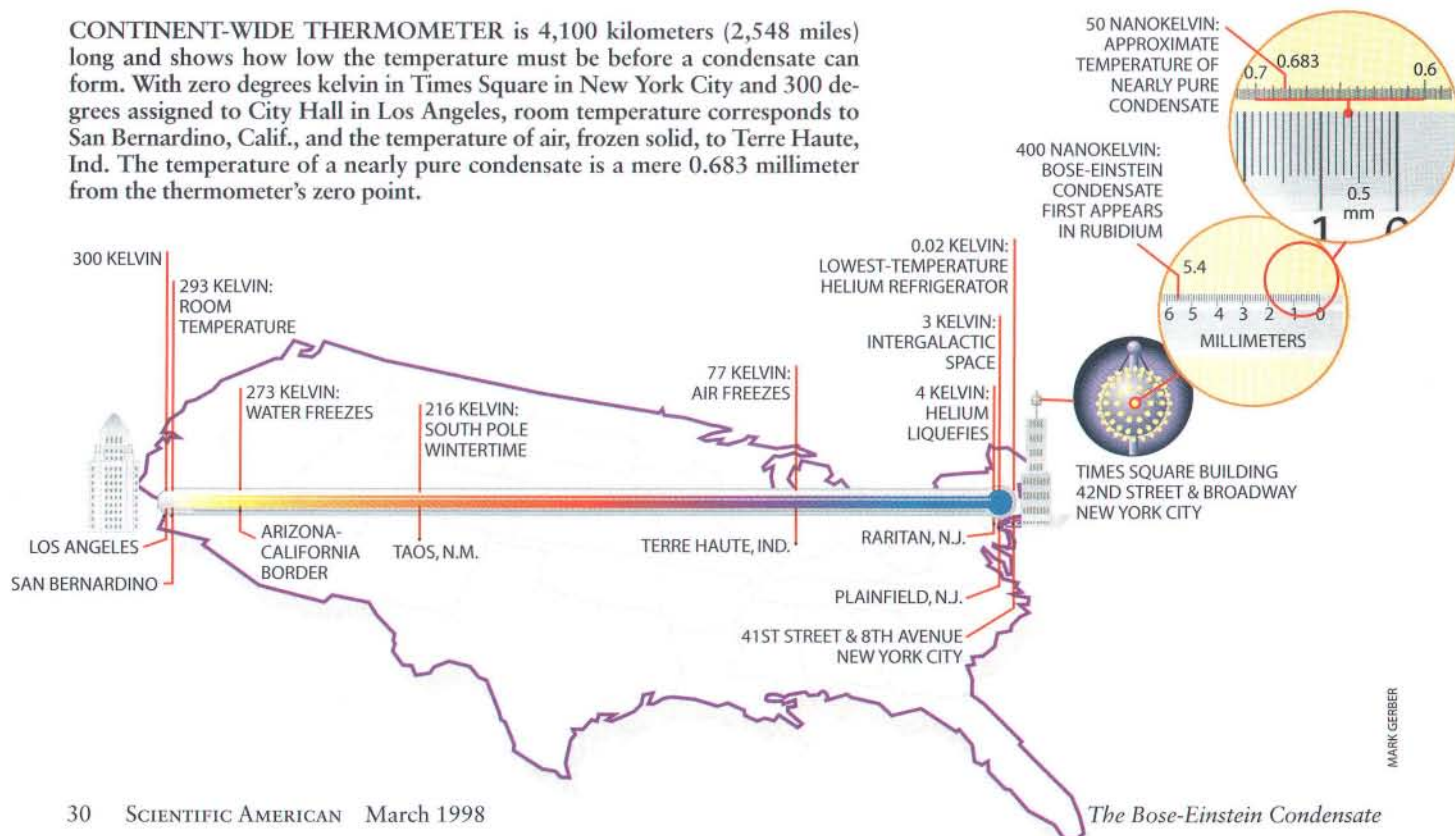 CONTINENT-WIDE THERMOMETER is 4,100 kilometers (2,548 miles)
long and shows how low the temperature must be before a condensate can
form. With zero degrees kelvin in Times Square in New York City and 300 de-
grees assigned to City Hall in Los Angeles, room temperature corresponds to
San Bernardino, Calif., and the temperature of air, frozen solid, to Terre Haute,
Ind. The temperature of a nearly pure condensate is a mere 0.683 millimeter
from the thermometer's zero point.
50 NANOKELVIN:
APPROXIMATE
TEMPERATURE OF
NEARLY PURE
CONDENSATE
0.7 0.683 0.6
0.5
mm
1 0
400 NANOKELVIN:
BOSE-EINSTEIN
CONDENSATE
FIRST APPEARS
IN RUBIDIUM
5.4
6 5 4 3 2 1 0
MILLIMETERS
300 KELVIN
293 KELVIN:
ROOM
TEMPERATURE
273 KELVIN:
WATER FREEZES
216 KELVIN:
SOUTH POLE
WINTERTIME
77 KELVIN:
AIR FREEZES
0.02 KELVIN:
LOWEST-TEMPERATURE
HELIUM REFRIGERATOR
3 KELVIN:
INTERGALACTIC
SPACE
4 KELVIN:
HELIUM
LIQUEFIES
TIMES SQUARE BUILDING
42ND STREET & BROADWAY
NEW YORK CITY
LOS ANGELES
SAN BERNARDINO
ARIZONA-
CALIFORNIA
BORDER
TAOS, N.M.
TERRE HAUTE, IND.
RARITAN, N.J.
PLAINFIELD, N.J.
41ST STREET & 8TH AVENUE
NEW YORK CITY
MARK GERBER
30 SCIENTIFIC AMERICAN March 1998
The Bose-Einstein Condensate